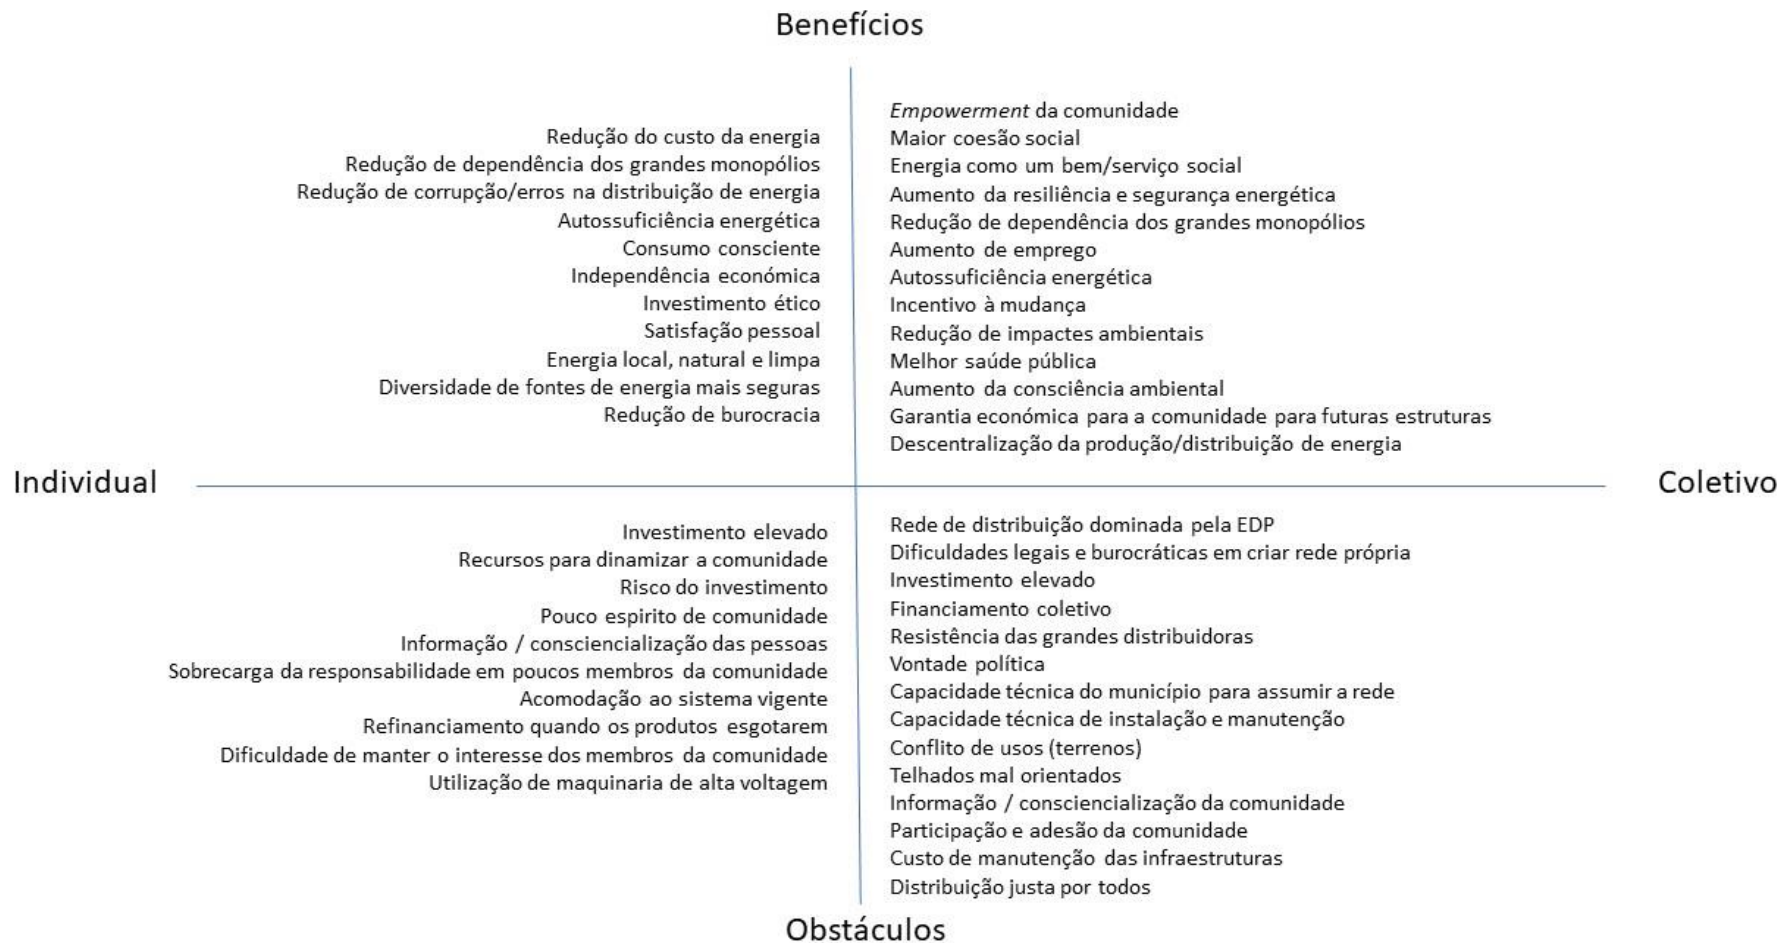 Benefícios
Redução do custo da energia
Redução de dependência dos grandes monopólios
Redução de corrupção/erros na distribuição de energia
Autossuficiência energética
Consumo consciente
Independência económica
Investimento ético
Satisfação pessoal
Energia local, natural e limpa
Diversidade de fontes de energia mais seguras
Redução de burocracia
Empowerment da comunidade
Maior coesão social
Energia como um bem/serviço social
Aumento da resiliência e segurança energética
Redução de dependência dos grandes monopólios
Aumento de emprego
Autossuficiência energética
Incentivo à mudança
Redução de impactes ambientais
Melhor saúde pública
Aumento da consciência ambiental
Garantia económica para a comunidade para futuras estruturas
Descentralização da produção/distribuição de energia
Individual
Coletivo
Investimento elevado
Recursos para dinamizar a comunidade
Risco do investimento
Pouco espirito de comunidade
Informação / consciencialização das pessoas
Sobrecarga da responsabilidade em poucos membros da comunidade
Acomodação ao sistema vigente
Refinanciamento quando os produtos esgotarem
Dificuldade de manter o interesse dos membros da comunidade
Utilização de maquinaria de alta voltagem
Rede de distribuição dominada pela EDP
Dificuldades legais e burocráticas em criar rede própria
Investimento elevado
Financiamento coletivo
Resistência das grandes distribuidoras
Vontade política
Capacidade técnica do município para assumir a rede
Capacidade técnica de instalação e manutenção
Conflito de usos (terrenos)
Telhados mal orientados
Informação / consciencialização da comunidade
Participação e adesão da comunidade
Custo de manutenção das infraestruturas
Distribuição justa por todos
Obstáculos